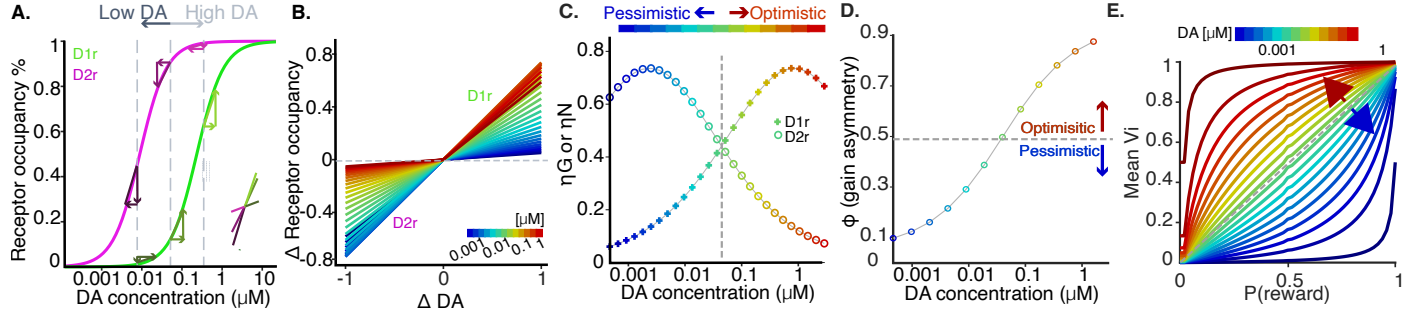 A.
Low DA
High DA
D1r
D2r
Receptor occupancy %
1
0.8
0.6
0.4
0.2
0
0.001
0.01
0.1
1
10
DA concentration (µM)
B.
Δ Receptor occupancy
0.8
0.4
0
-0.4
-0.8
D1r
D2r
[µM]
0.001
0.01
0.1
1
-1
0
1
Δ DA
C.
Pessimistic
Optimistic
ηG or ηN
0.8
0.6
0.4
0.2
0
D1r
D2r
0.001
0.01
0.1
1
DA concentration (µM)
D.
ϕ (gain asymmetry)
0.9
0.7
0.5
0.3
0.1
Optimisitic
Pessimistic
0.001
0.01
0.1
1
DA concentration (µM)
E.
DA [µM]
0.001
1
Mean Vi
1
0.8
0.6
0.4
0.2
0
0
0.5
1
P(reward)